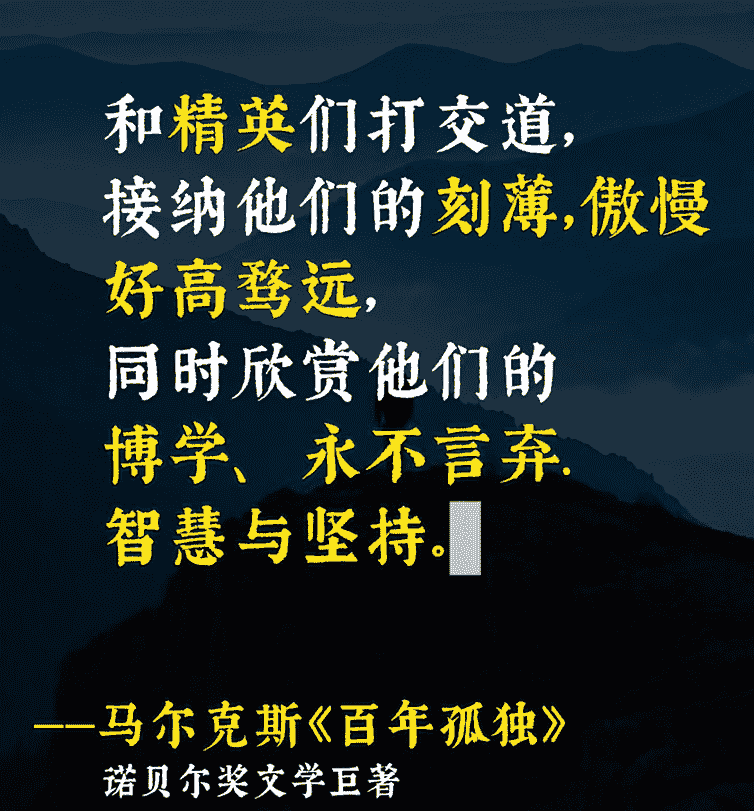 和精英们打交道，
接纳他们的刻薄，傲慢
好高骛远，
同时欣赏他们的
博学、永不言弃.
智慧与坚持。
——马尔克斯《百年孤独》
诺贝尔奖文学巨著